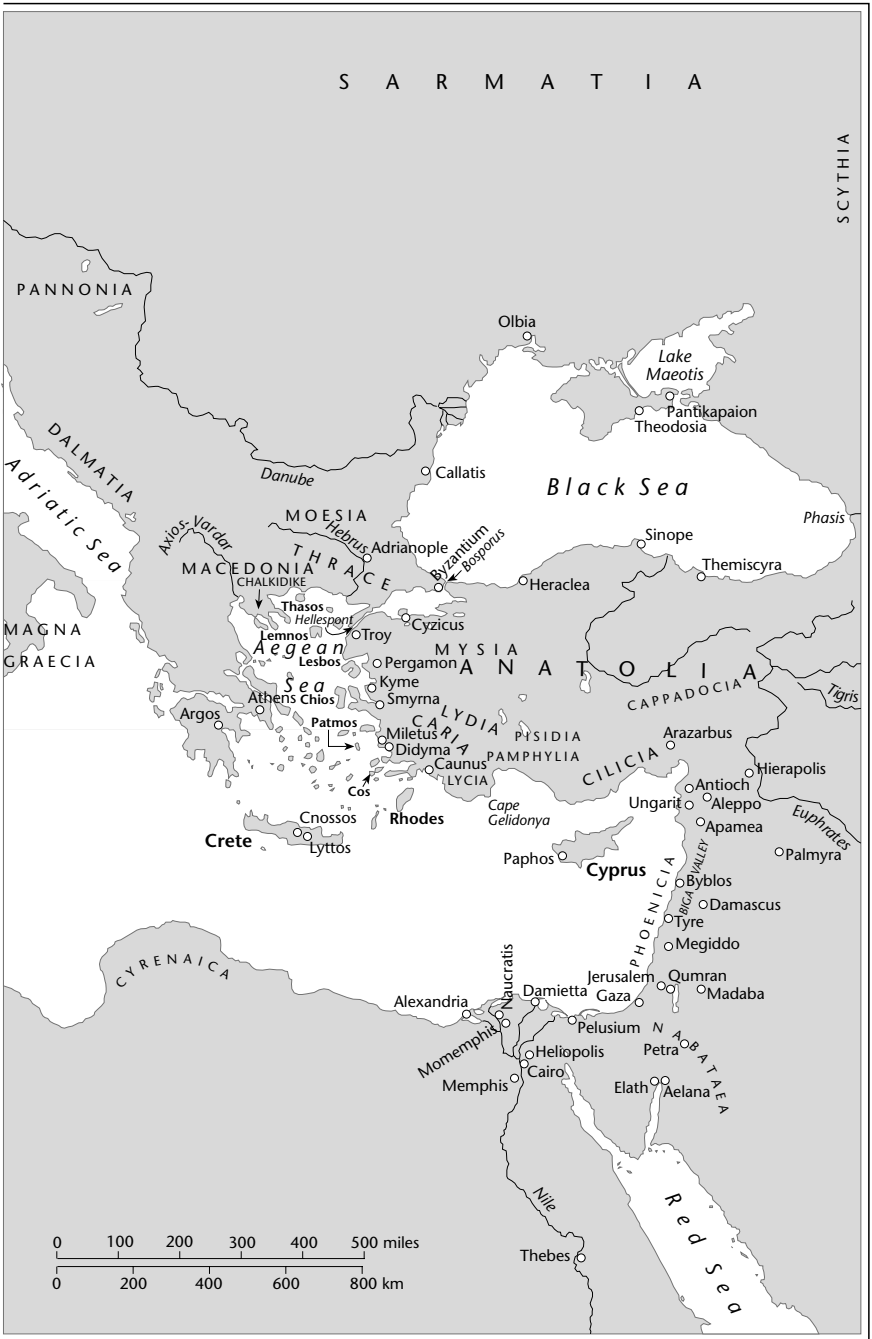 SARMATIA
SCYTHIA
PANNONIA
Olbia
Lake
Maeotis
Pantikapaion
Theodosia
DALMATIA
Adriatic Sea
Danube
Callatis
Black Sea
Phasis
MOESIA
Axios-Vardar
Hebrus
Adrianople
THRACE
Byzantium
Bosporus
Sinope
Themiscyra
Heraclea
MACEDONIA
CHALKIDIKE
Thasos
Hellespont
Cyzicus
Lemnos
Troy
MAGNA
GRAECIA
Aegean
Sea
Lesbos
MYSIA
Pergamon
ANATOLIA
Kyme
CAPPADOCIA
Tigris
Athens
Chios
Smyrna
Argos
LYDIA
CARIA
Patmos
Miletus
Didyma
PISIDIA
PAMPHYLIA
Arazarbus
CILICIA
Caunus
LYCIA
Hierapolis
Cos
Antioch
Ungarit
Aleppo
Cape
Gelidonya
Euphrates
Rhodes
Apamea
Cnossos
Crete
Lyttos
Palmyra
Paphos
Cyprus
BIGA VALLEY
PHOENICIA
Byblos
Damascus
Tyre
Megiddo
CYRENAICA
Naucratis
Jerusalem
Qumran
Alexandria
Damietta
Gaza
Madaba
Pelusium
Momemphis
NABATAEA
Petra
Heliopolis
Cairo
Memphis
Elath
Aelana
Nile
Red Sea
Thebes
0 100 200 300 400 500 miles
0 200 400 600 800 km